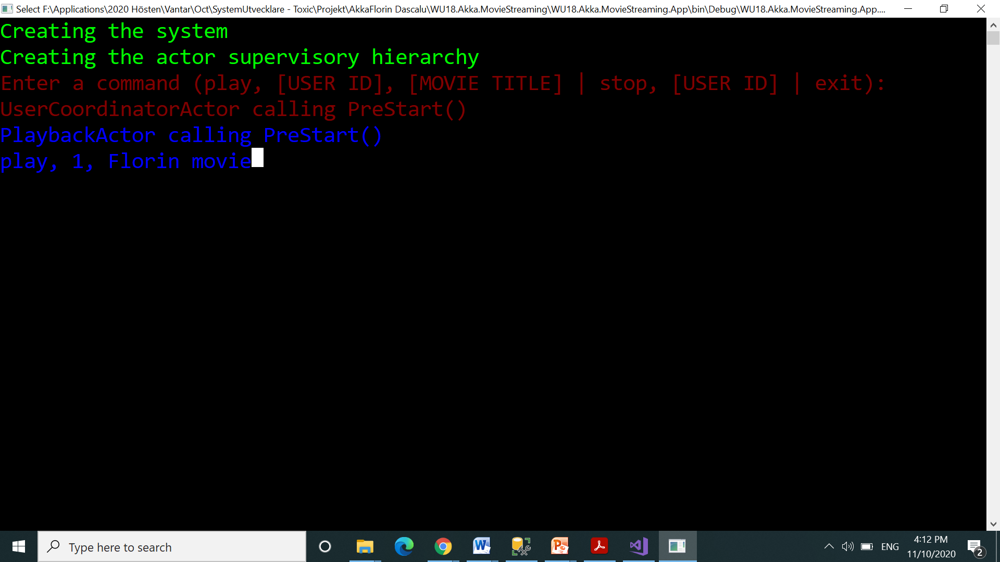 Select F:\Applications\2020 Hösten\Vantar\Oct\SystemUtvecklare - Toxic\Projekt\AkkaFlorin Dascalu\WU18.Akka.MovieStreaming\WU18.Akka.MovieStreaming.App\bin\Debug\WU18.Akka.MovieStreaming.App....
Creating the system
Creating the actor supervisory hierarchy
Enter a command (play, [USER ID], [MOVIE TITLE] | stop, [USER ID] | exit):
UserCoordinatorActor calling PreStart()
PlaybackActor calling PreStart()
play, 1, Florin movie
Type here to search
ENG
4:12 PM
11/10/2020
2